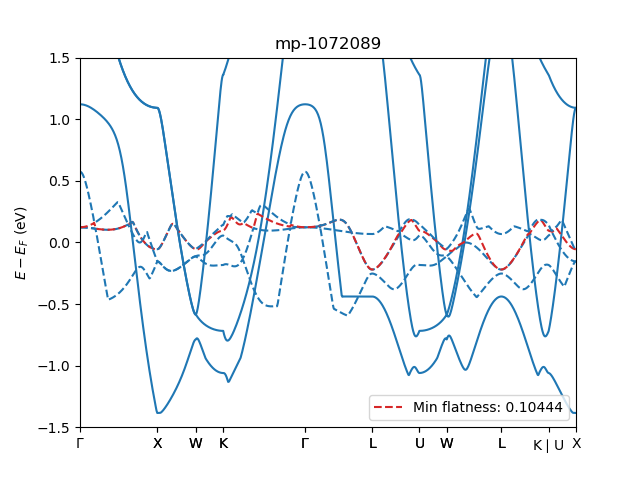 mp-1072089
E − E_F (eV)
1.5
1.0
0.5
0.0
−0.5
−1.0
−1.5
Min flatness: 0.10444
Γ X W K Γ L U W L K | U X